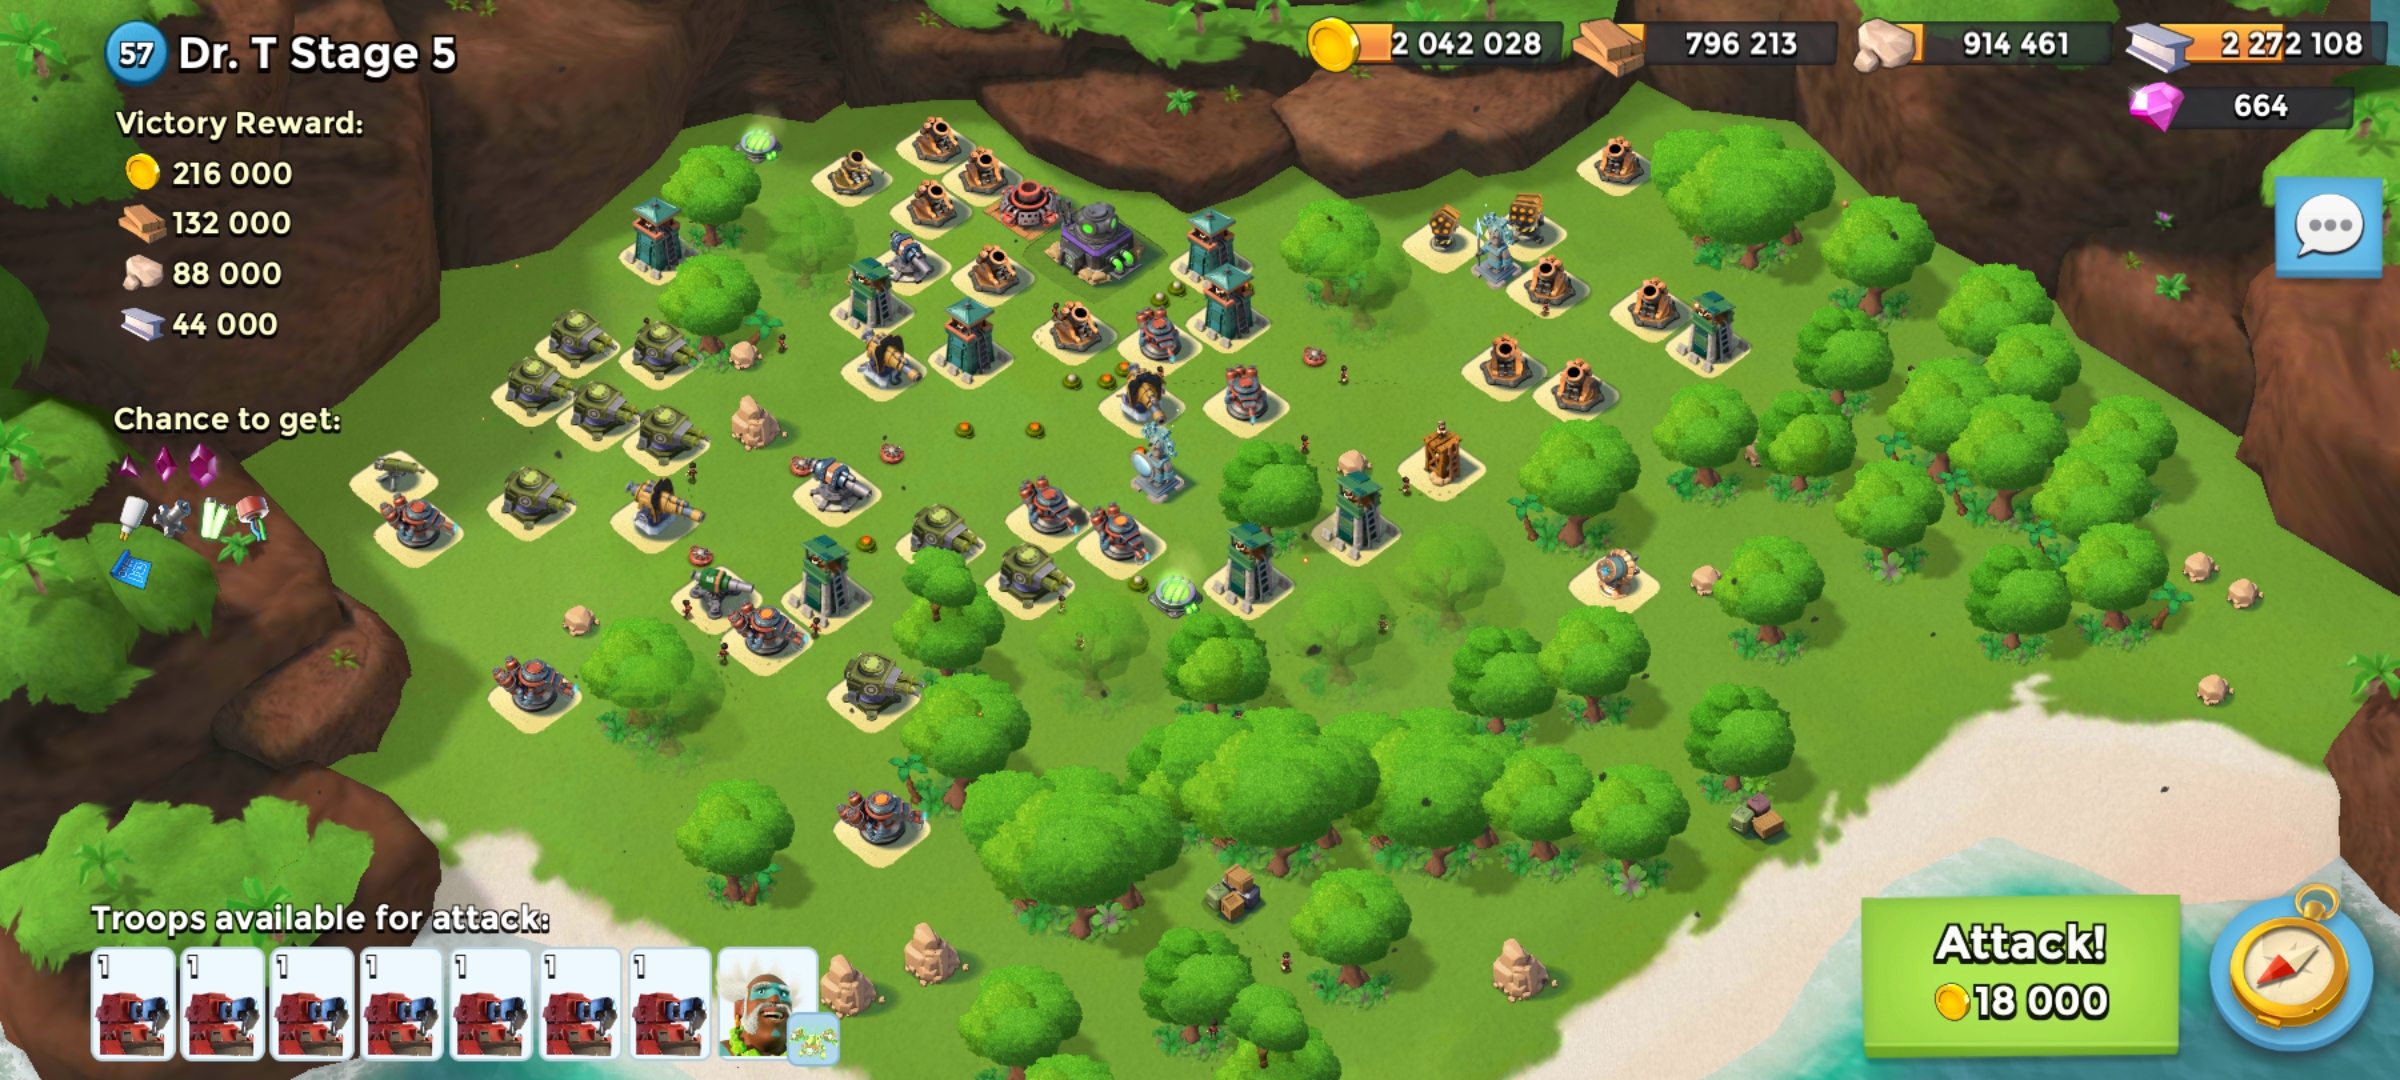 57 Dr. T Stage 5
2 042 028
796 213
914 461
2 272 108
664
Victory Reward:
216 000
132 000
88 000
44 000
Chance to get:
Troops available for attack:
1 1 1 1 1 1 1
Attack!
18 000